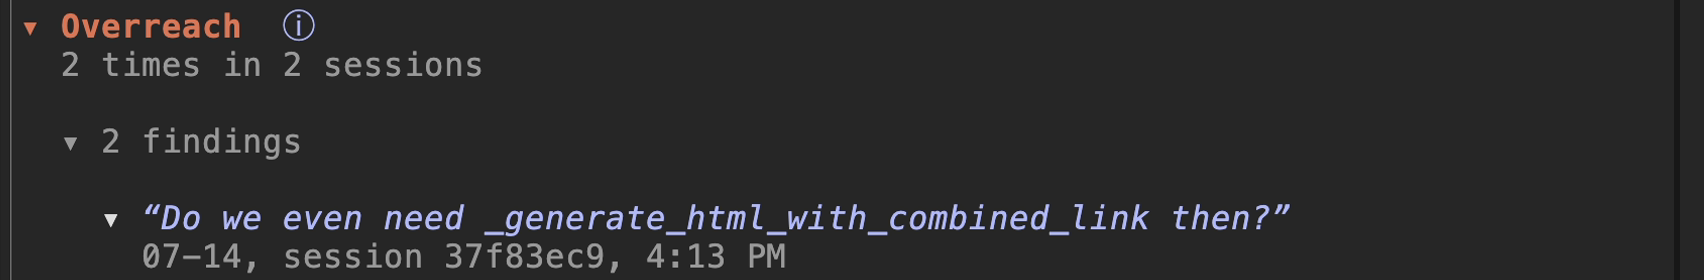 ▾ Overreach ⓘ
2 times in 2 sessions
▾ 2 findings
▾ “Do we even need _generate_html_with_combined_link then?”
07-14, session 37f83ec9, 4:13 PM